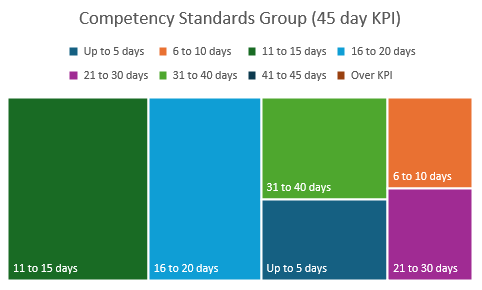 Competency Standards Group (45 day KPI)
Up to 5 days 6 to 10 days 11 to 15 days 16 to 20 days
21 to 30 days 31 to 40 days 41 to 45 days Over KPI
31 to 40 days
6 to 10 days
11 to 15 days
16 to 20 days
Up to 5 days
21 to 30 days